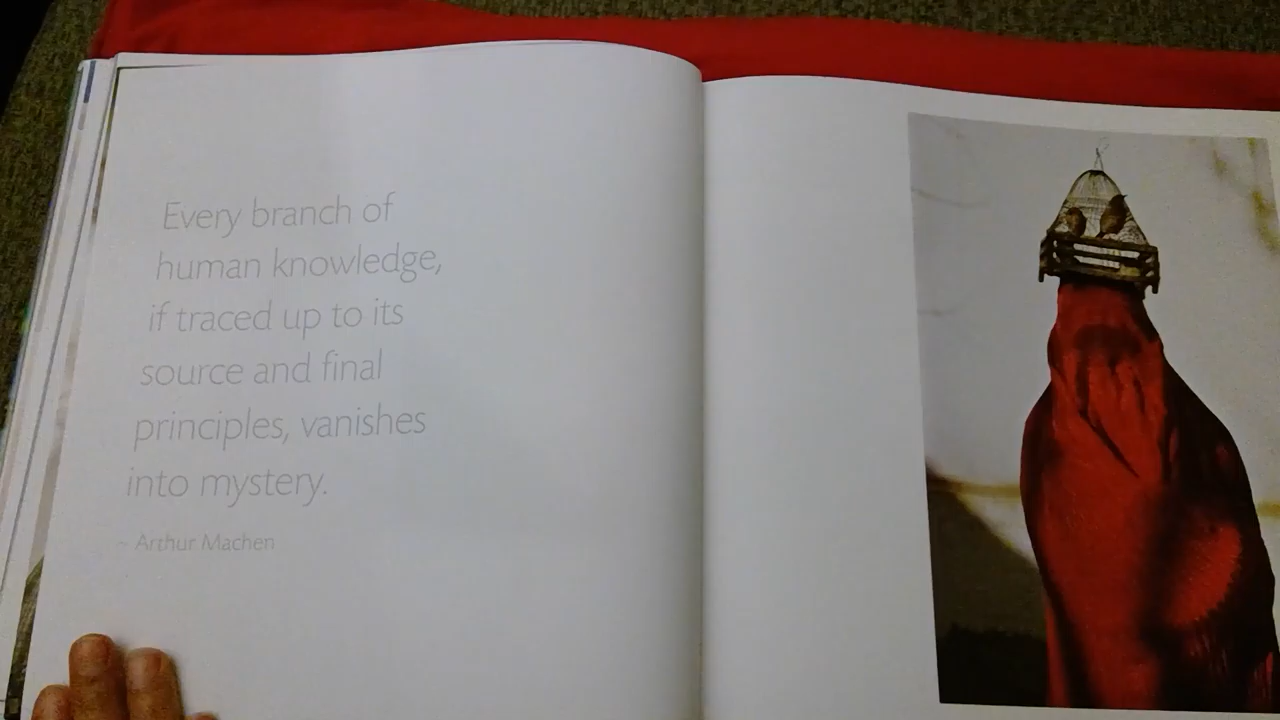 Every branch of
human knowledge,
if traced up to its
source and final
principles, vanishes
into mystery.
~ Arthur Machen